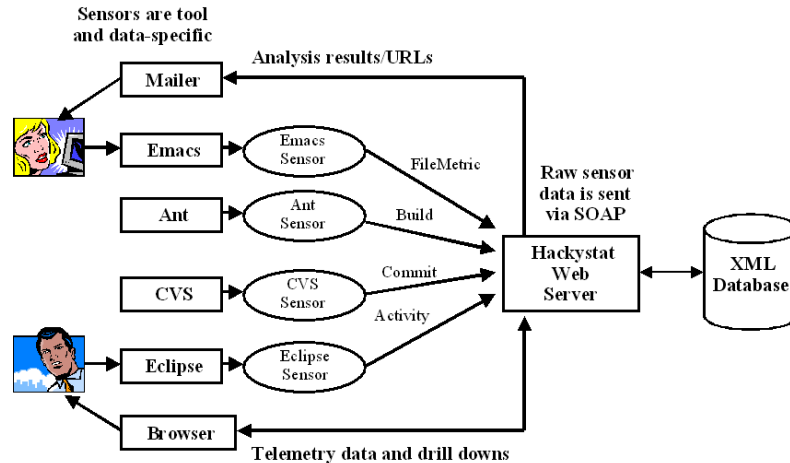 Sensors are tool
and data-specific
Analysis results/URLs
Mailer
Emacs
Emacs
Sensor
FileMetric
Raw sensor
data is sent
via SOAP
Ant
Ant
Sensor
Build
Hackystat
Web
Server
XML
Database
CVS
CVS
Sensor
Commit
Activity
Eclipse
Eclipse
Sensor
Browser
Telemetry data and drill downs